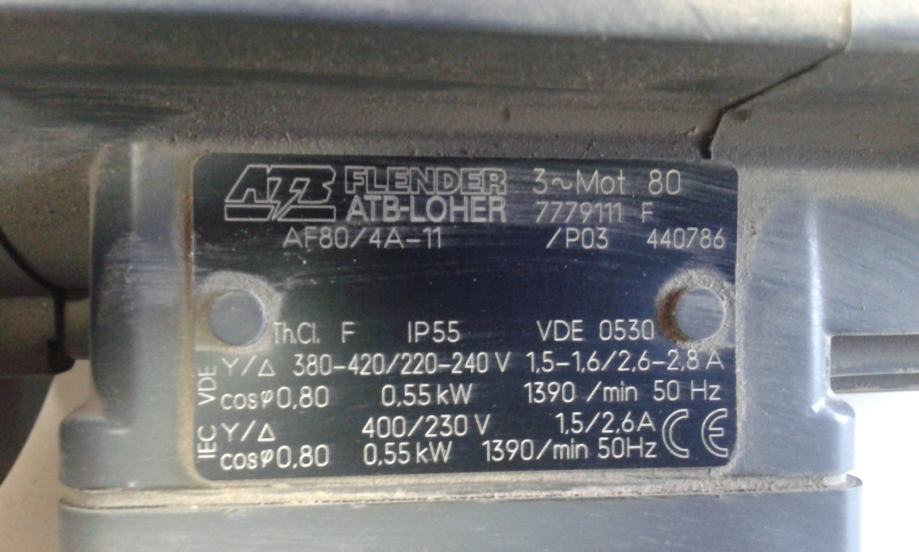 ATB FLENDER 3~Mot 80
ATB-LOHER 7779111 F
AF80/4A-11 /P03 440786
Th.Cl. F IP55 VDE 0530
VDE Y/Δ 380-420/220-240 V 1,5-1,6/2,6-2,8 A
cosφ0,80 0,55 kW 1390 /min 50 Hz
IEC Y/Δ 400/230 V 1,5/2,6A CE
cosφ0,80 0,55 kW 1390/min 50Hz